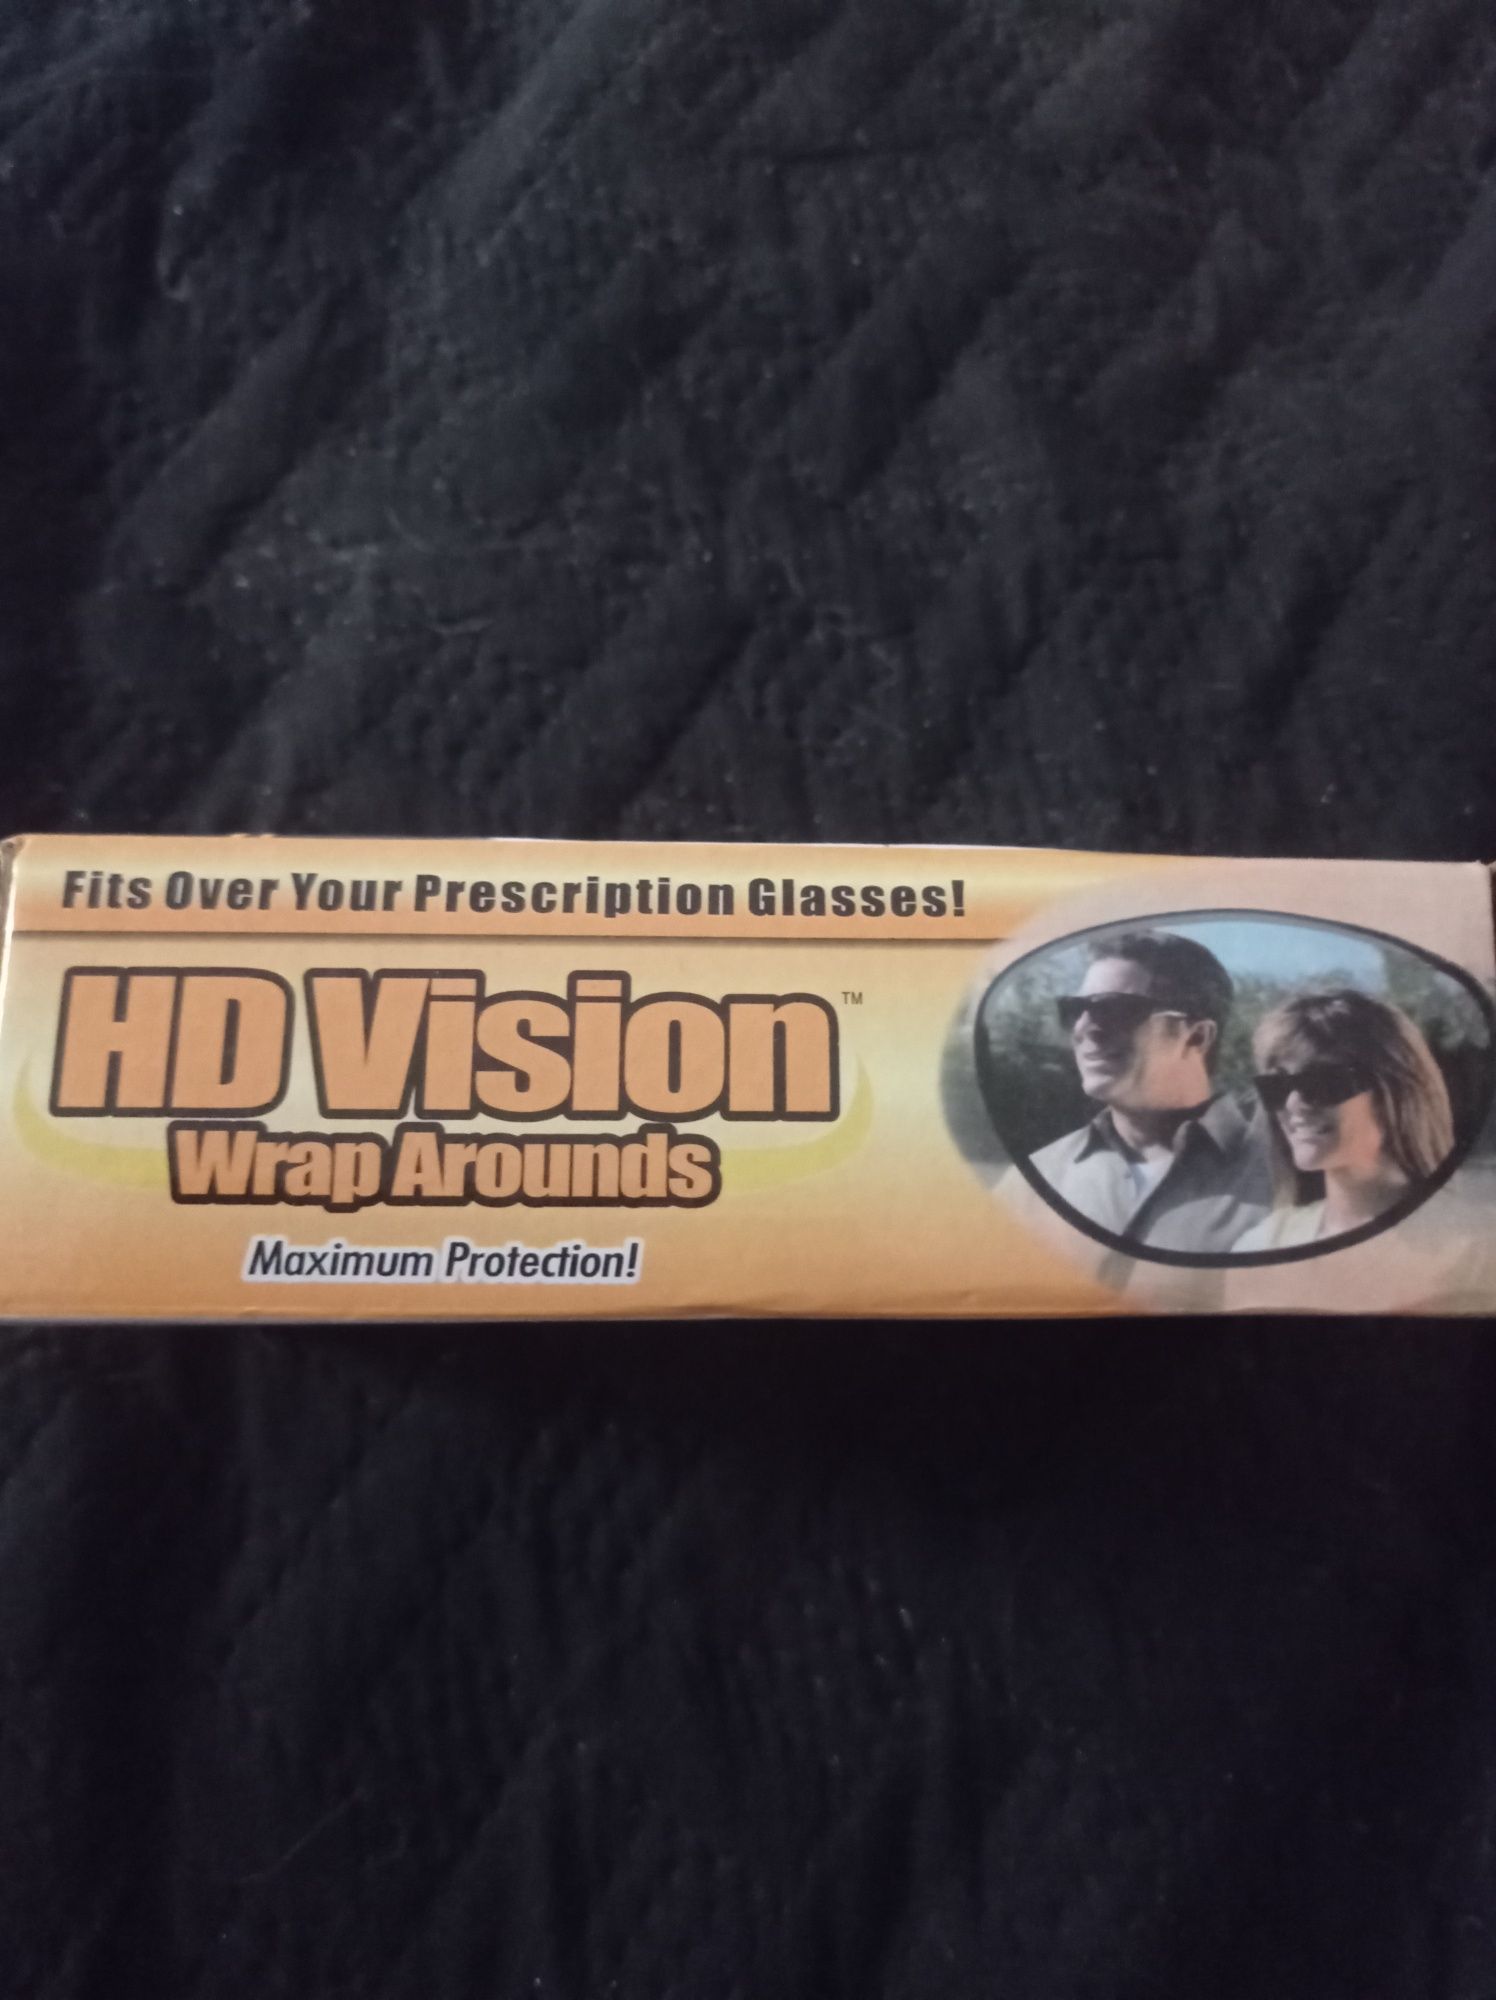 Fits Over Your Prescription Glasses!
HD Vision™
Wrap Arounds
Maximum Protection!